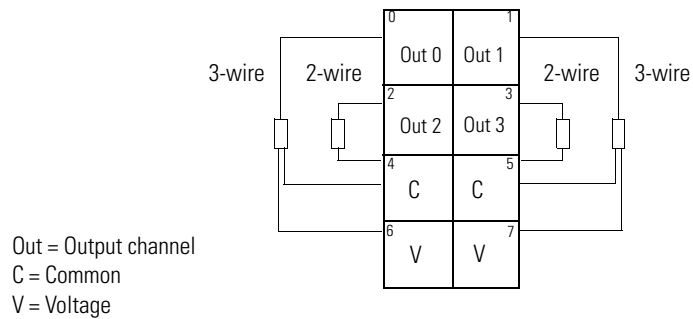 0 1
Out 0 Out 1
3-wire 2-wire 2-wire 3-wire
2 3
Out 2 Out 3
4 5
C C
6 7
V V
Out = Output channel
C = Common
V = Voltage